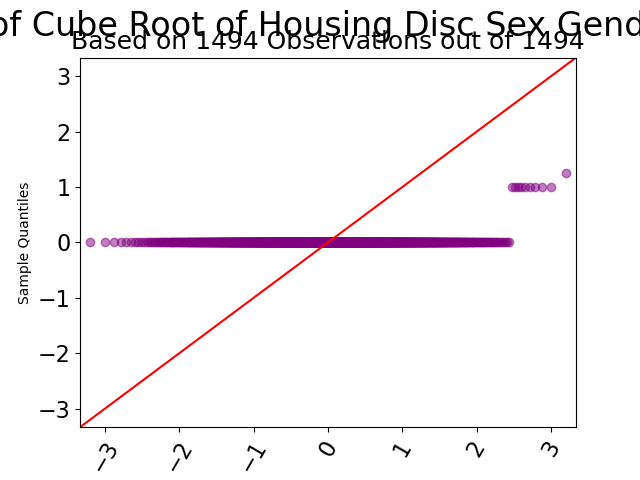 of Cube Root of Housing Disc Sex Gend
Based on 1494 Observations out of 1494
3
2
1
0
−1
−2
−3
Sample Quantiles
−3 −2 −1 0 1 2 3